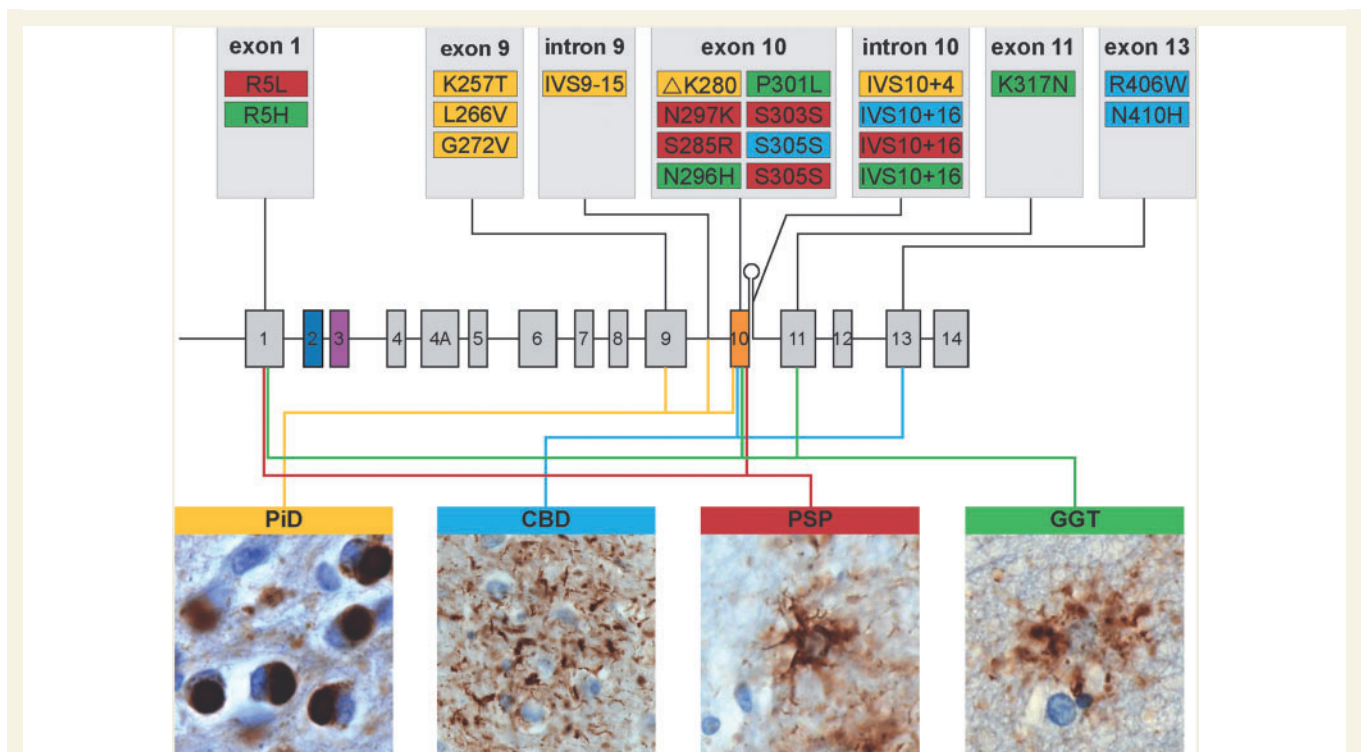 exon 1
R5L
R5H
exon 9
K257T
L266V
G272V
intron 9
IVS9-15
exon 10
△K280 P301L
N297K S303S
S285R S305S
N296H S305S
intron 10
IVS10+4
IVS10+16
IVS10+16
IVS10+16
exon 11
K317N
exon 13
R406W
N410H
1 2 3 4 4A 5 6 7 8 9 10 11 12 13 14
PiD CBD PSP GGT